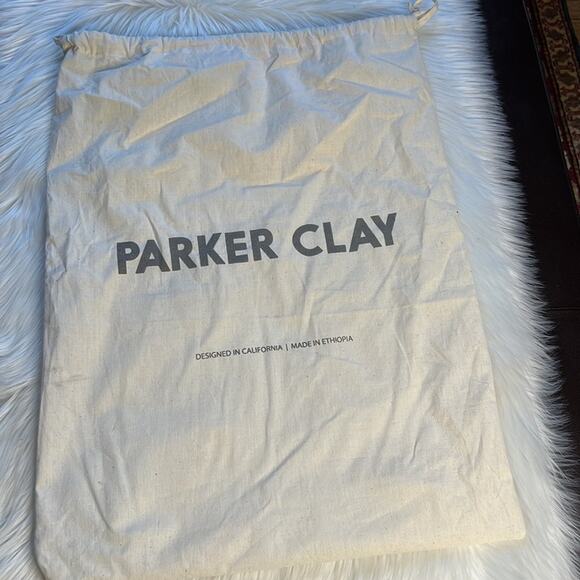 PARKER CLAY
DESIGNED IN CALIFORNIA | MADE IN ETHIOPIA